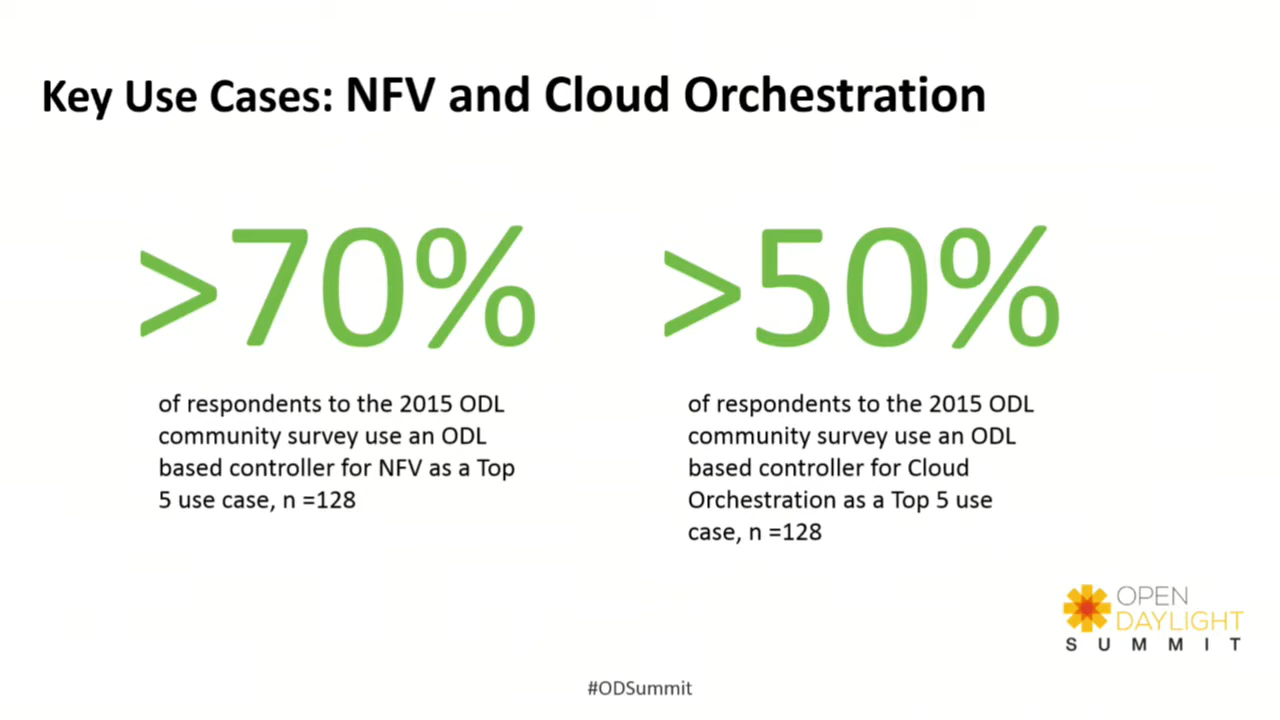 Key Use Cases: NFV and Cloud Orchestration
>70%
of respondents to the 2015 ODL
community survey use an ODL
based controller for NFV as a Top
5 use case, n =128
>50%
of respondents to the 2015 ODL
community survey use an ODL
based controller for Cloud
Orchestration as a Top 5 use
case, n =128
OPEN
DAYLIGHT
SUMMIT
#ODSummit